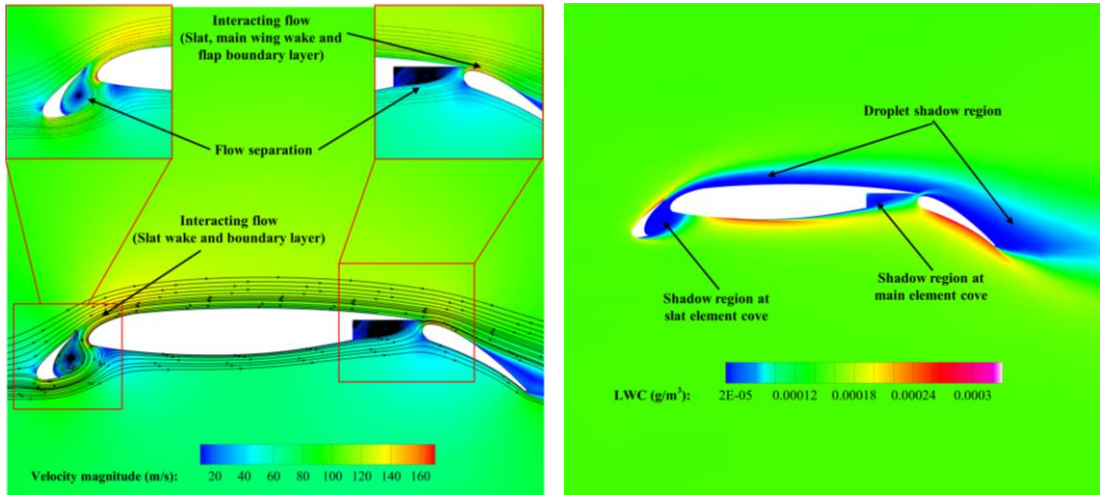 Interacting flow
(Slat, main wing wake and
flap boundary layer)
Flow separation
Interacting flow
(Slat wake and boundary layer)
Velocity magnitude (m/s):
20 40 60 80 100 120 140 160
Droplet shadow region
Shadow region at
slat element cove
Shadow region at
main element cove
LWC (g/m³):
2E-05 0.00012 0.00018 0.00024 0.0003